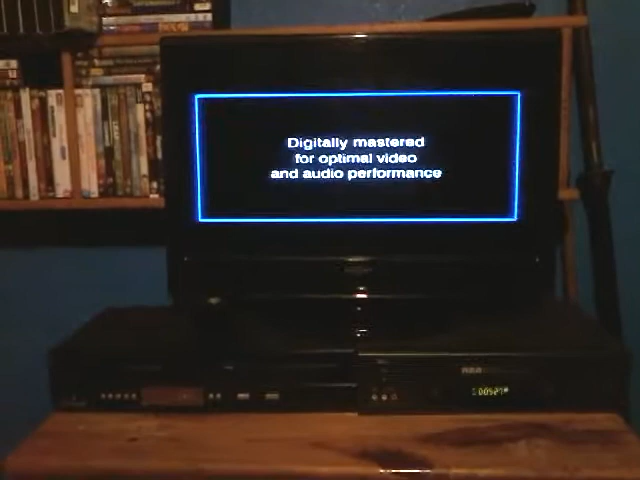 Digitally mastered
for optimal video
and audio performance
RCA